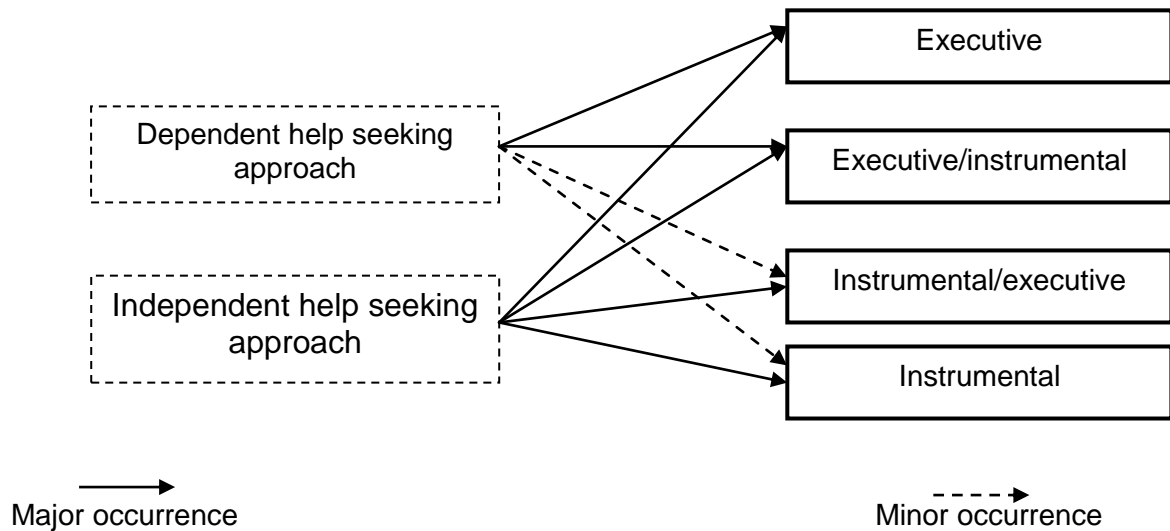 Executive
Dependent help seeking
approach
Executive/instrumental
Independent help seeking
approach
Instrumental/executive
Instrumental
Major occurrence
Minor occurrence